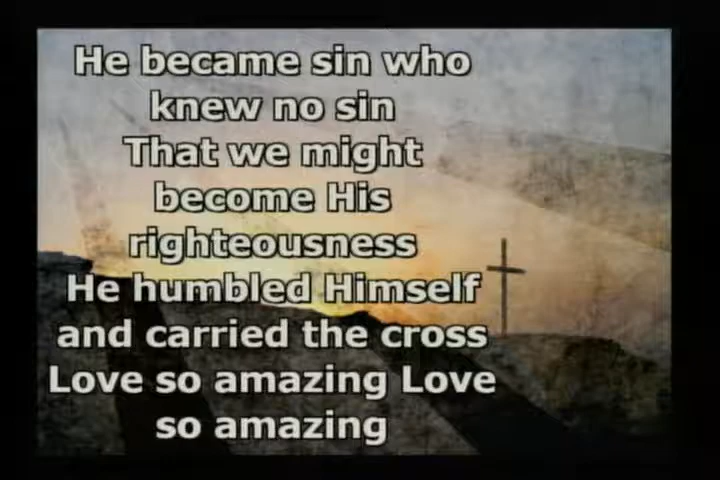 He became sin who
knew no sin
That we might
become His
righteousness
He humbled Himself
and carried the cross
Love so amazing Love
so amazing